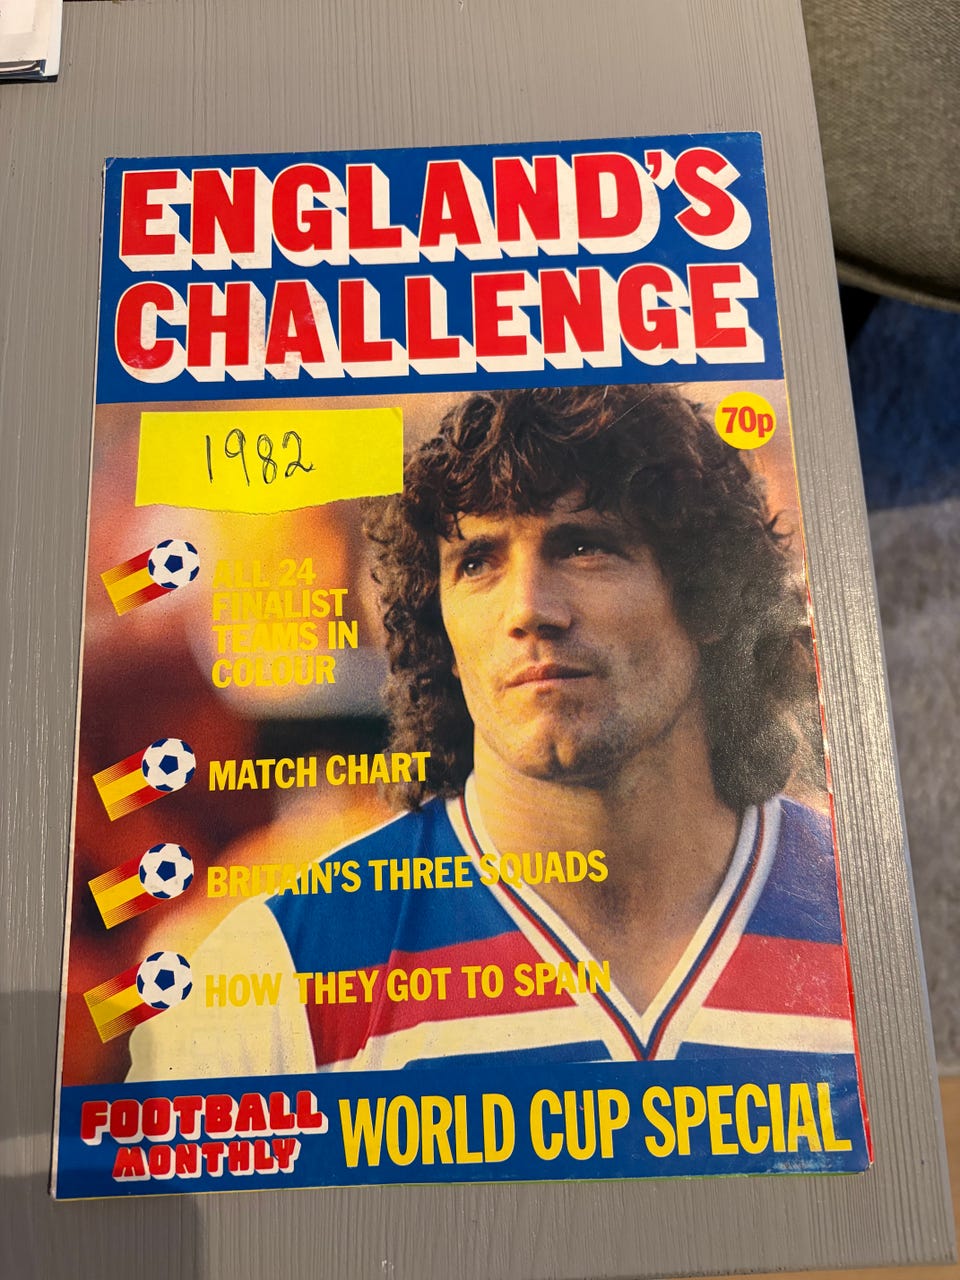 ENGLAND'S
CHALLENGE
70p
1982
ALL 24
FINALIST
TEAMS IN
COLOUR
MATCH CHART
BRITAIN'S THREE SQUADS
HOW THEY GOT TO SPAIN
FOOTBALL
MONTHLY
WORLD CUP SPECIAL